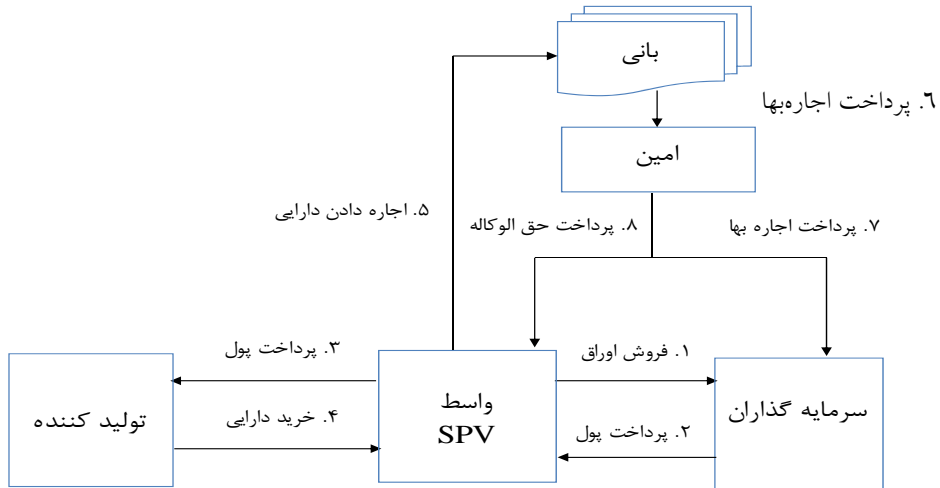 بانی
٦. پرداخت اجاره‌بها
امین
۵. اجاره دادن دارایی
۸. پرداخت حق الوکاله
۷. پرداخت اجاره بها
۳. پرداخت پول
۱. فروش اوراق
تولید کننده
واسط
SPV
سرمایه گذاران
۴. خرید دارایی
۲. پرداخت پول